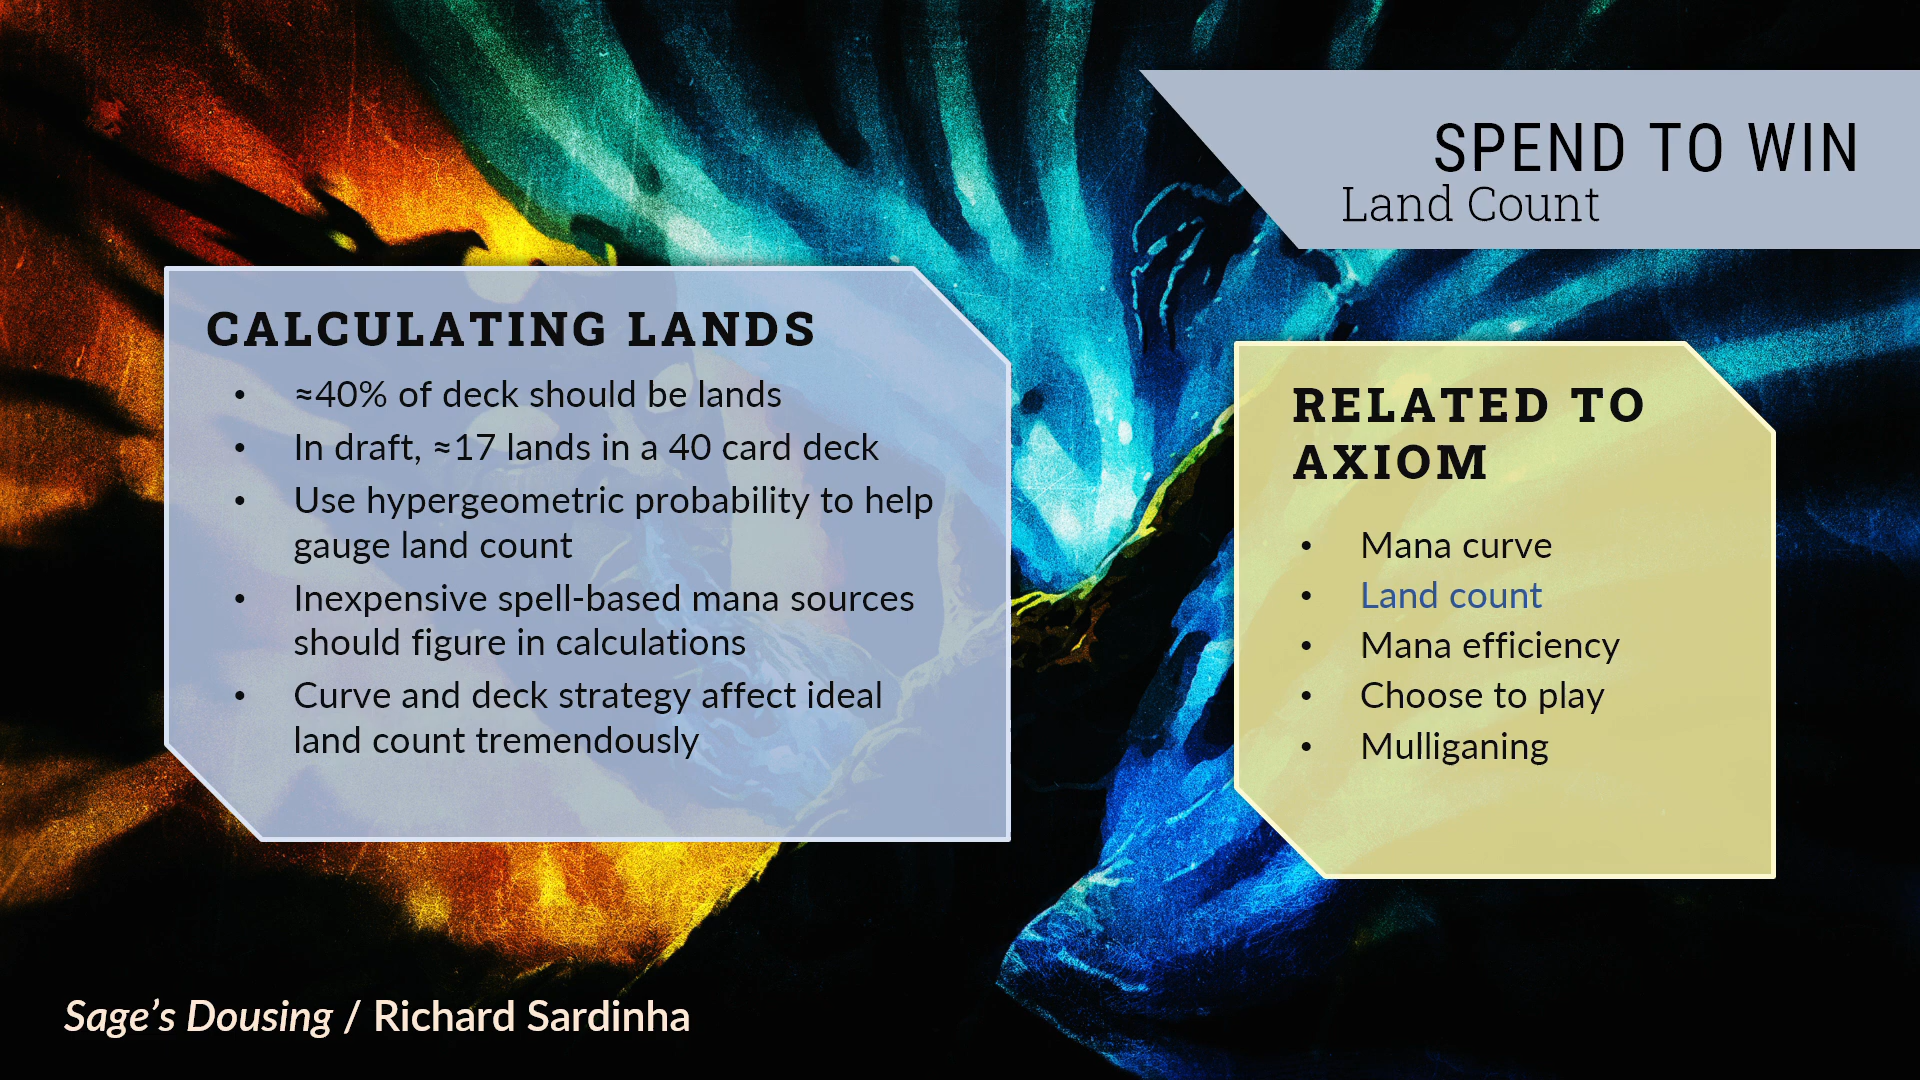 SPEND TO WIN
Land Count
CALCULATING LANDS
• ≈40% of deck should be lands
• In draft, ≈17 lands in a 40 card deck
• Use hypergeometric probability to help
gauge land count
• Inexpensive spell-based mana sources
should figure in calculations
• Curve and deck strategy affect ideal
land count tremendously
RELATED TO
AXIOM
• Mana curve
• Land count
• Mana efficiency
• Choose to play
• Mulliganing
Sage’s Dousing / Richard Sardinha